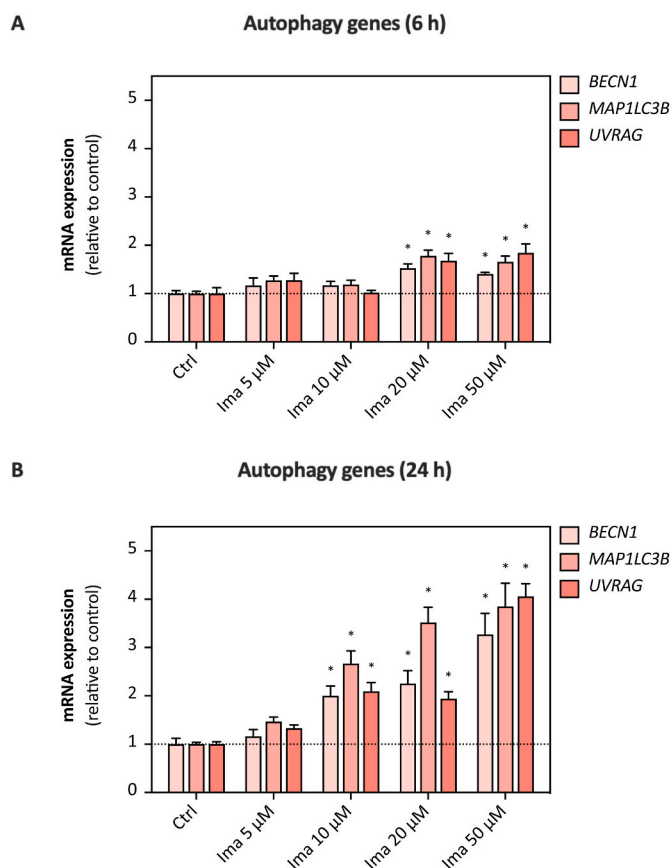 A
Autophagy genes (6 h)
mRNA expression
(relative to control)
5
4
3
2
1
0
* * * * * *
BECN1
MAP1LC3B
UVRAG
Ctrl
Ima 5 μM
Ima 10 μM
Ima 20 μM
Ima 50 μM
B
Autophagy genes (24 h)
mRNA expression
(relative to control)
5
4
3
2
1
0
* * * * * * * * *
BECN1
MAP1LC3B
UVRAG
Ctrl
Ima 5 μM
Ima 10 μM
Ima 20 μM
Ima 50 μM